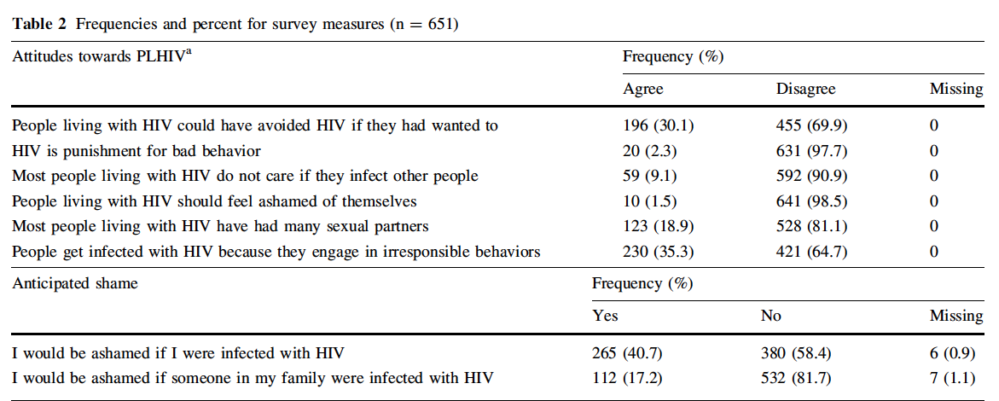 Table 2 Frequencies and percent for survey measures (n = 651)
Attitudes towards PLHIVa Frequency (%)
Agree Disagree Missing
People living with HIV could have avoided HIV if they had wanted to 196 (30.1) 455 (69.9) 0
HIV is punishment for bad behavior 20 (2.3) 631 (97.7) 0
Most people living with HIV do not care if they infect other people 59 (9.1) 592 (90.9) 0
People living with HIV should feel ashamed of themselves 10 (1.5) 641 (98.5) 0
Most people living with HIV have had many sexual partners 123 (18.9) 528 (81.1) 0
People get infected with HIV because they engage in irresponsible behaviors 230 (35.3) 421 (64.7) 0
Anticipated shame Frequency (%)
Yes No Missing
I would be ashamed if I were infected with HIV 265 (40.7) 380 (58.4) 6 (0.9)
I would be ashamed if someone in my family were infected with HIV 112 (17.2) 532 (81.7) 7 (1.1)